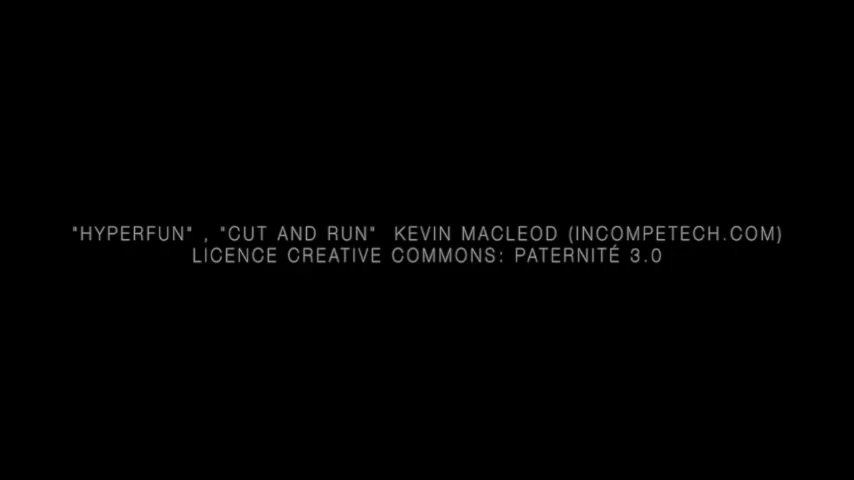 "HYPERFUN" , "CUT AND RUN"  KEVIN MACLEOD (INCOMPETECH.COM)
LICENCE CREATIVE COMMONS: PATERNITÉ 3.0